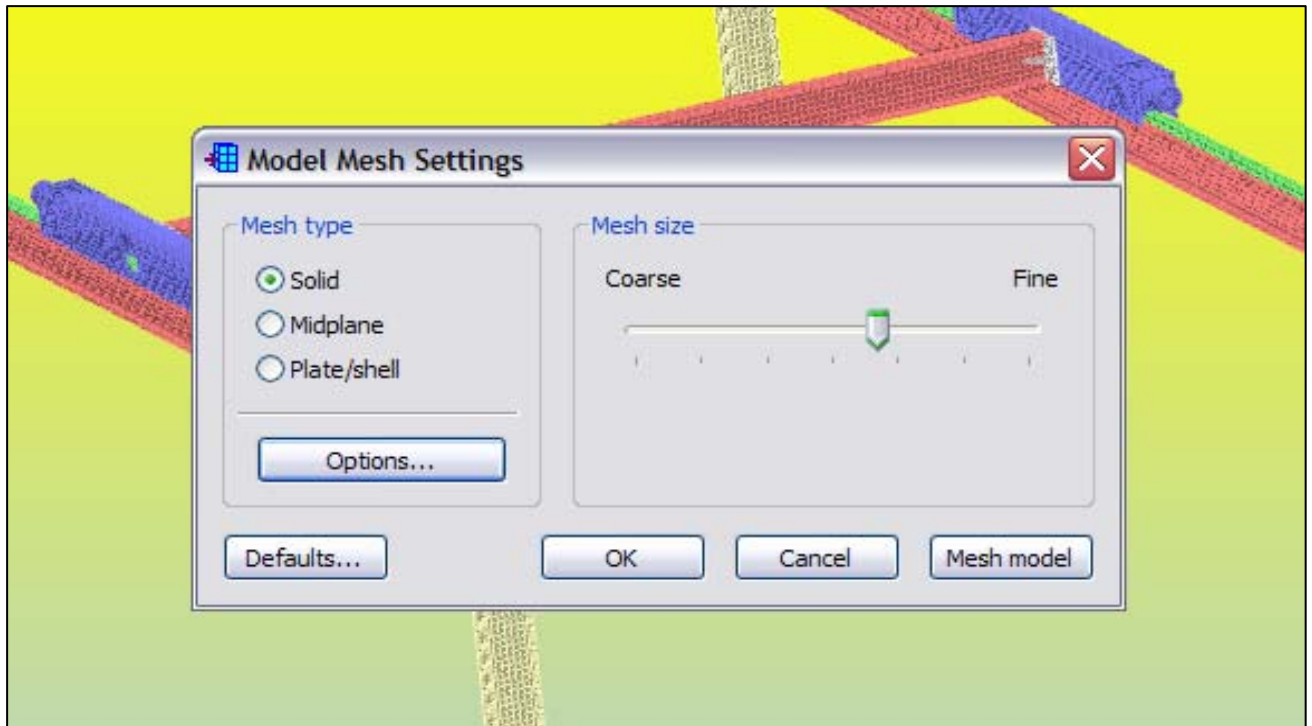 Model Mesh Settings
Mesh type
Mesh size
Solid
Midplane
Plate/shell
Options...
Coarse
Fine
Defaults...
OK
Cancel
Mesh model